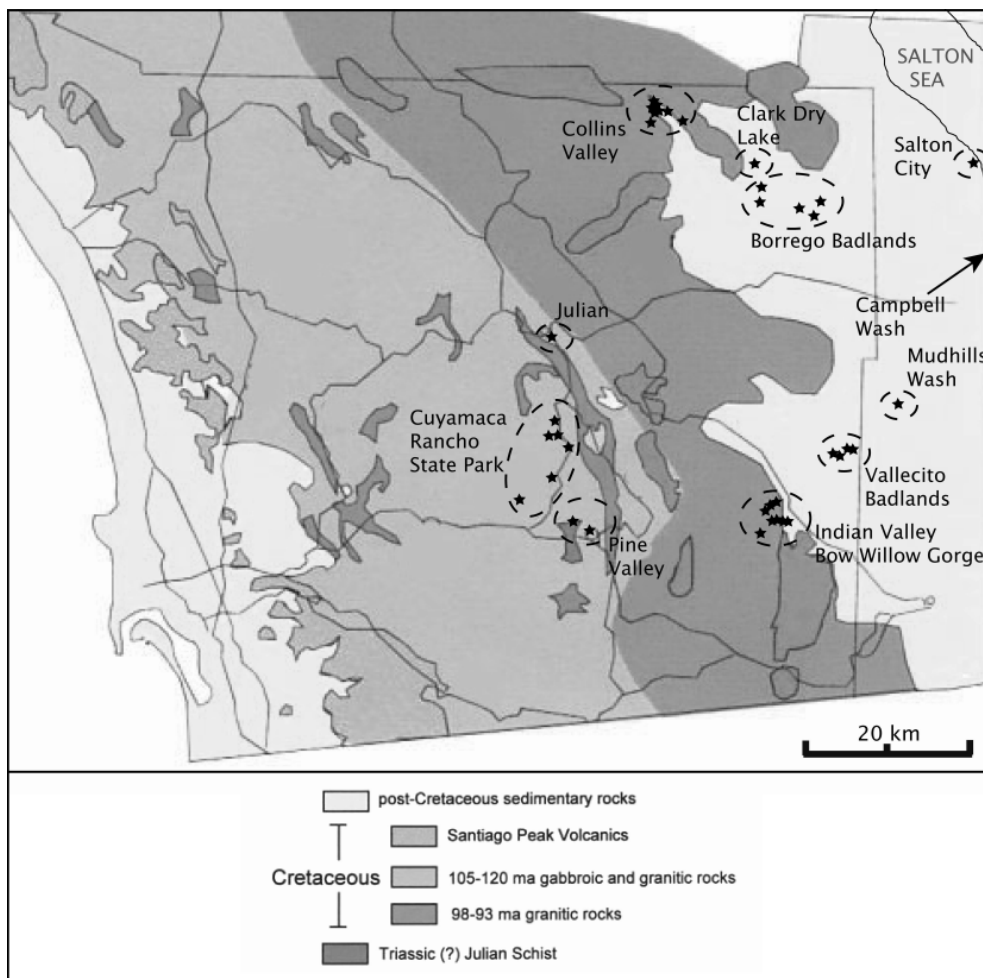 SALTON
SEA
Clark Dry
Lake
Collins
Valley
Salton
City
Borrego Badlands
Campbell
Wash
Julian
Mudhills
Wash
Cuyamaca
Rancho
State Park
Vallecito
Badlands
Indian Valley
Bow Willow Gorge
Pine
Valley
20 km
post-Cretaceous sedimentary rocks
Santiago Peak Volcanics
Cretaceous
105-120 ma gabbroic and granitic rocks
98-93 ma granitic rocks
Triassic (?) Julian Schist